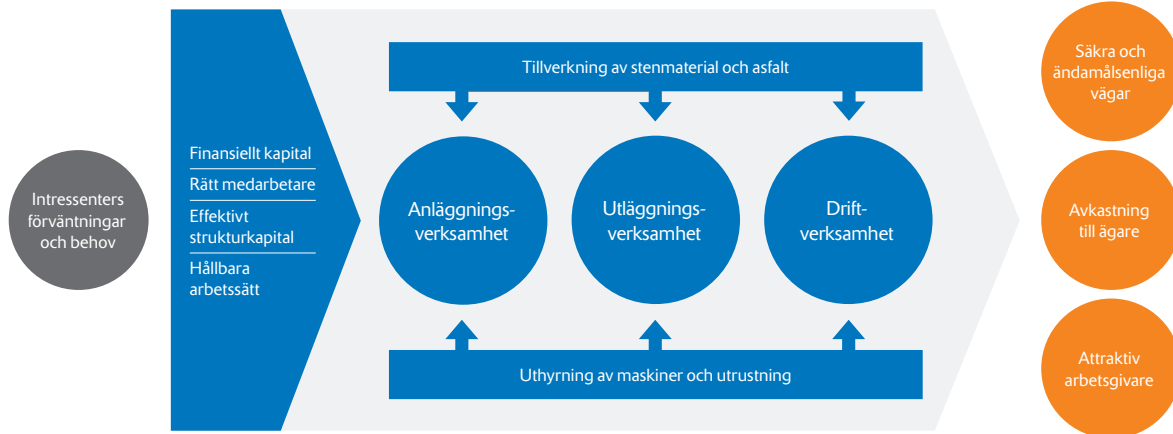 Intressenters
förväntningar
och behov
Finansiellt kapital
Rätt medarbetare
Effektivt
strukturkapital
Hållbara
arbetssätt
Tillverkning av stenmaterial och asfalt
Anläggnings-
verksamhet
Utläggnings-
verksamhet
Drift-
verksamhet
Uthyrning av maskiner och utrustning
Säkra och
ändamålsenliga
vägar
Avkastning
till ägare
Attraktiv
arbetsgivare